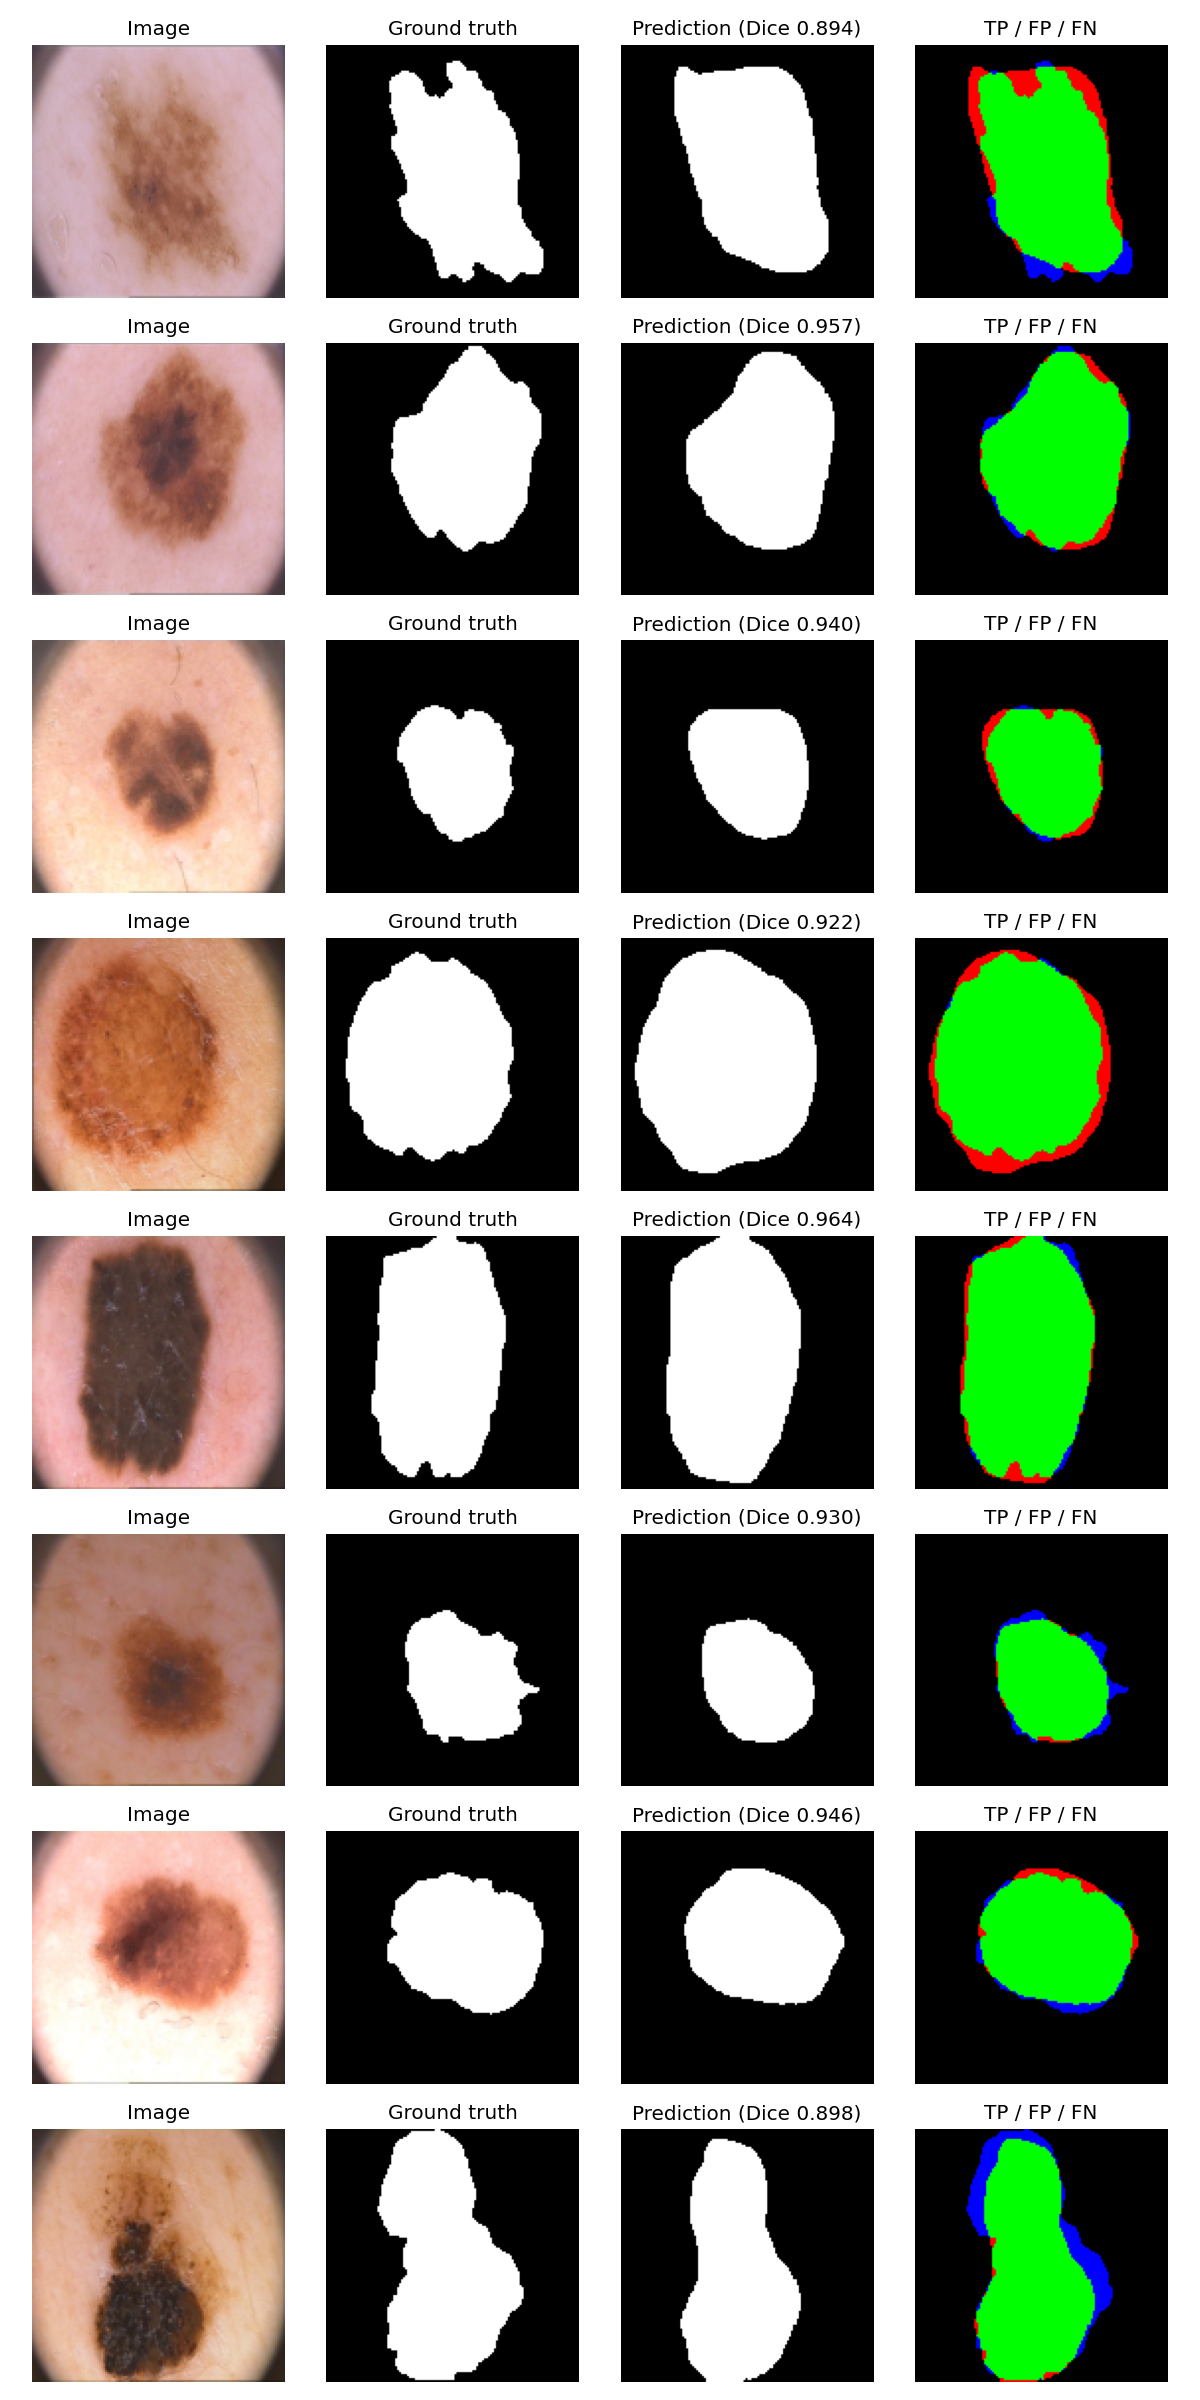 Image Ground truth Prediction (Dice 0.894) TP / FP / FN
Image Ground truth Prediction (Dice 0.957) TP / FP / FN
Image Ground truth Prediction (Dice 0.940) TP / FP / FN
Image Ground truth Prediction (Dice 0.922) TP / FP / FN
Image Ground truth Prediction (Dice 0.964) TP / FP / FN
Image Ground truth Prediction (Dice 0.930) TP / FP / FN
Image Ground truth Prediction (Dice 0.946) TP / FP / FN
Image Ground truth Prediction (Dice 0.898) TP / FP / FN